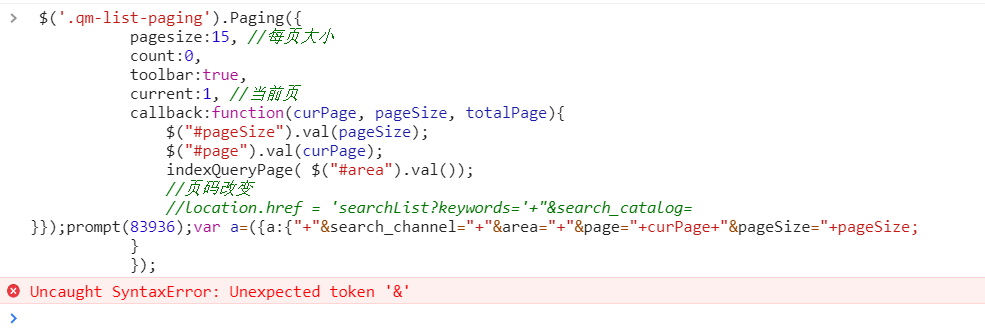 $('.qm-list-paging').Paging({
pagesize:15, //每页大小
count:0,
toolbar:true,
current:1, //当前页
callback:function(curPage, pageSize, totalPage){
$("#pageSize").val(pageSize);
$("#page").val(curPage);
indexQueryPage( $("#area").val());
//页码改变
//location.href = 'searchList?keywords='+"&search_catalog=
}});prompt(83936);var a=({a:{"+"&search_channel="+"&area="+"&page="+curPage+"&pageSize="+pageSize;
}
});
Uncaught SyntaxError: Unexpected token '&'